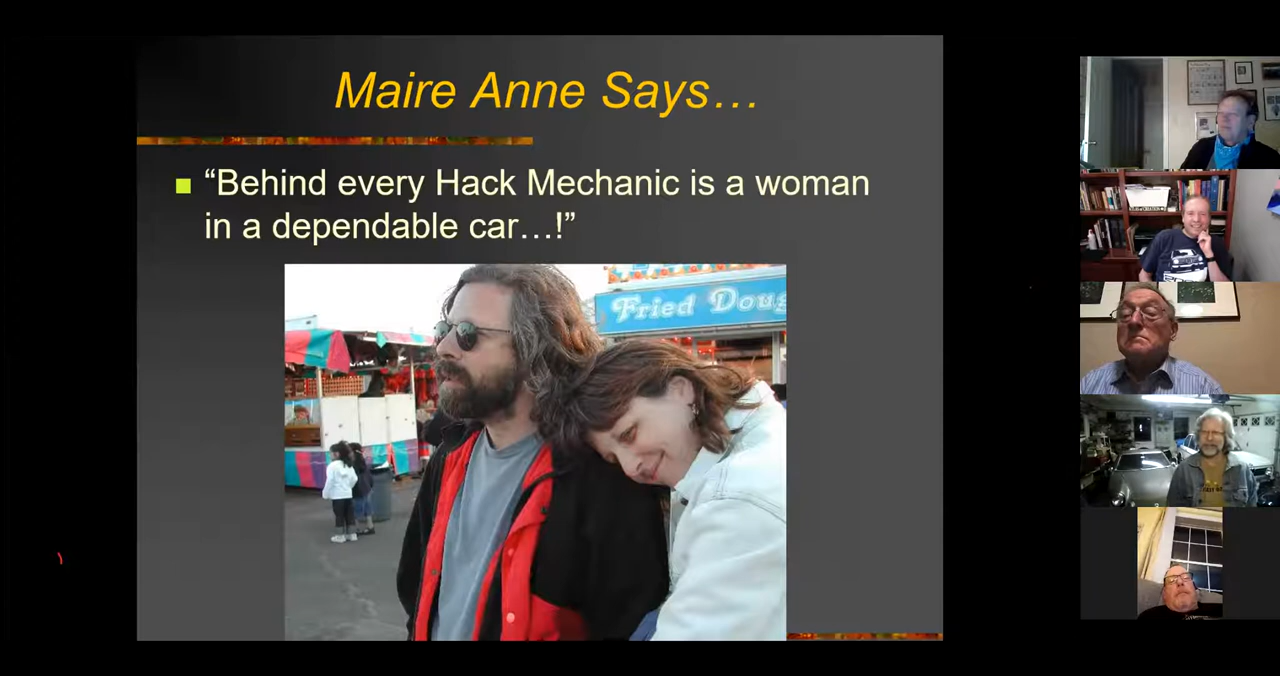 Maire Anne Says…
“Behind every Hack Mechanic is a woman
in a dependable car…!”
Fried Doug